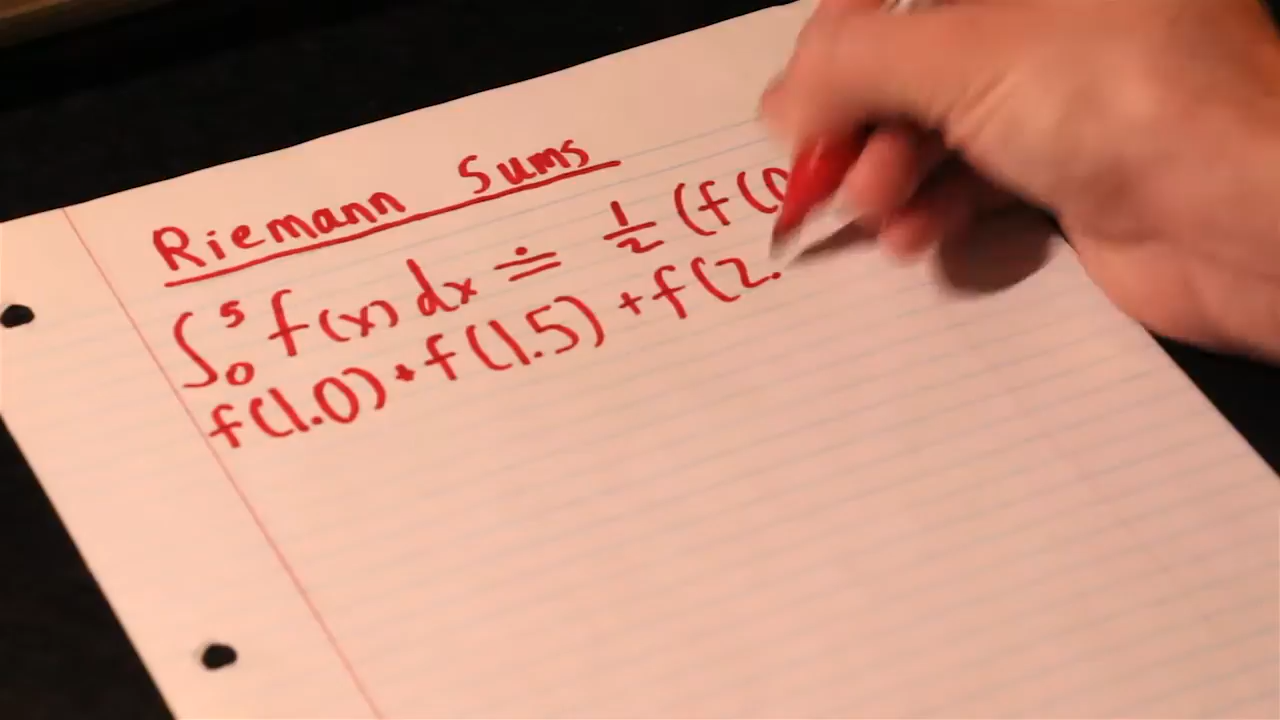 Riemann Sums
∫₀⁵ f(x) dx ≐ 1/2 (f(0
f(1.0) + f(1.5) + f(2.